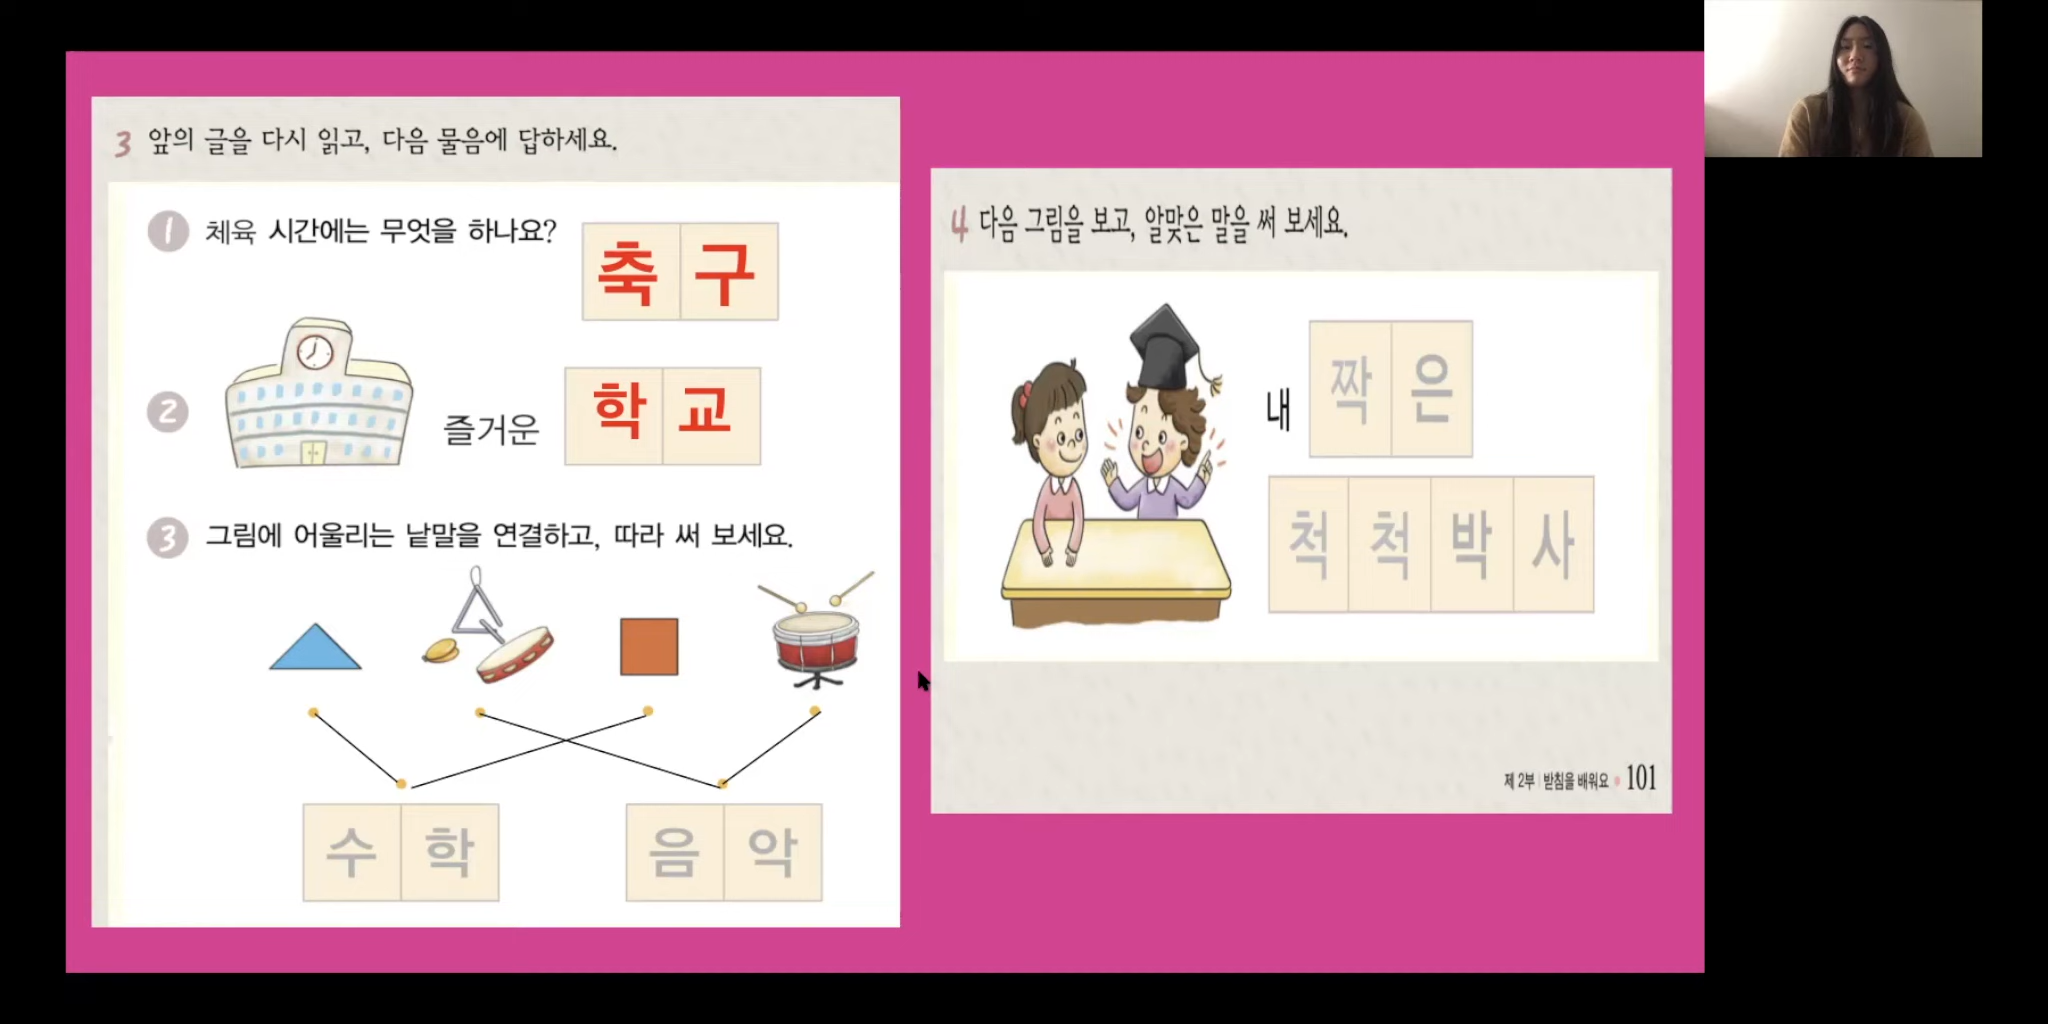 3 앞의 글을 다시 읽고, 다음 물음에 답하세요.
1 체육 시간에는 무엇을 하나요?
축구
2 즐거운 학교
3 그림에 어울리는 낱말을 연결하고, 따라 써 보세요.
수학 음악
4 다음 그림을 보고, 알맞은 말을 써 보세요.
내 짝은
척척박사
제 2부 받침을 배워요 • 101